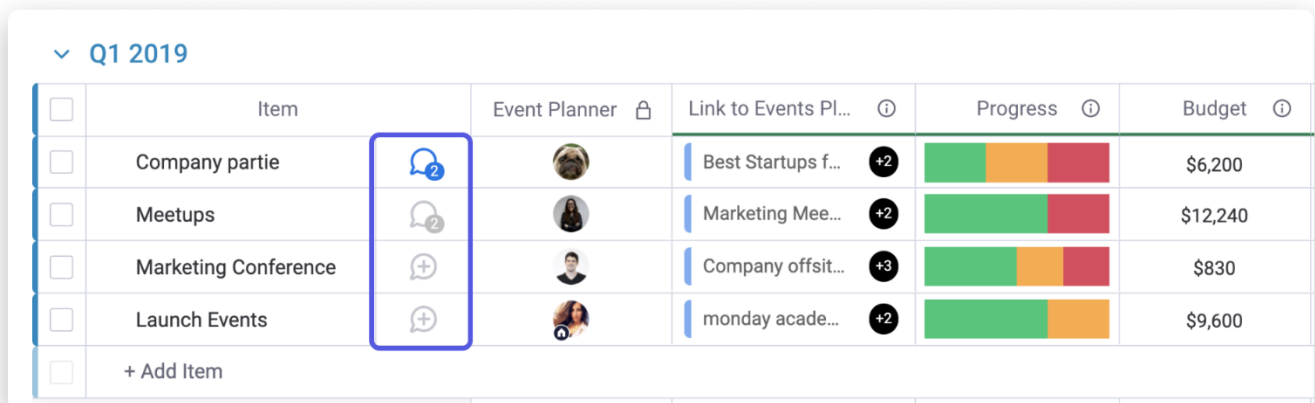 Q1 2019
Item Event Planner Link to Events Pl... Progress Budget
Company partie 2 Best Startups f... +2 $6,200
Meetups 2 Marketing Mee... +2 $12,240
Marketing Conference Company offsit... +3 $830
Launch Events monday acade... +2 $9,600
+ Add Item